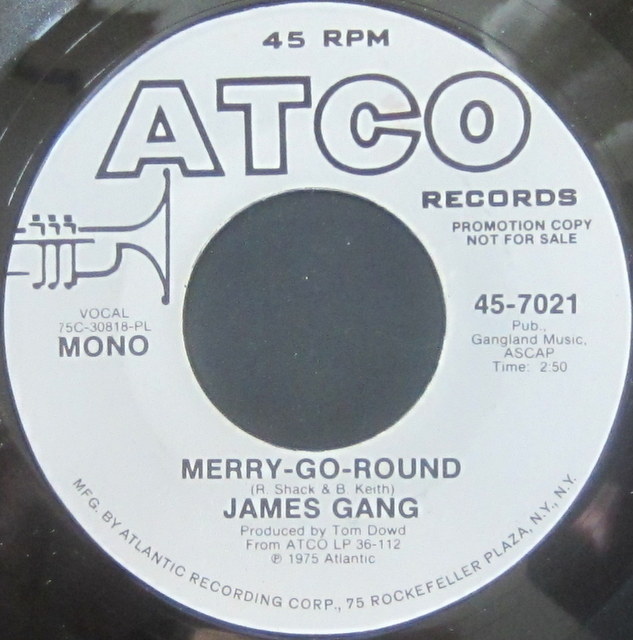 45 RPM
ATCO
RECORDS
PROMOTION COPY
NOT FOR SALE
VOCAL
75C-30818-PL
MONO
45-7021
Pub.,
Gangland Music,
ASCAP
Time: 2:50
MERRY-GO-ROUND
(R. Shack & B. Keith)
JAMES GANG
Produced by Tom Dowd
From ATCO LP 36-112
℗ 1975 Atlantic
MFG. BY ATLANTIC RECORDING CORP., 75 ROCKEFELLER PLAZA, N.Y., N.Y.